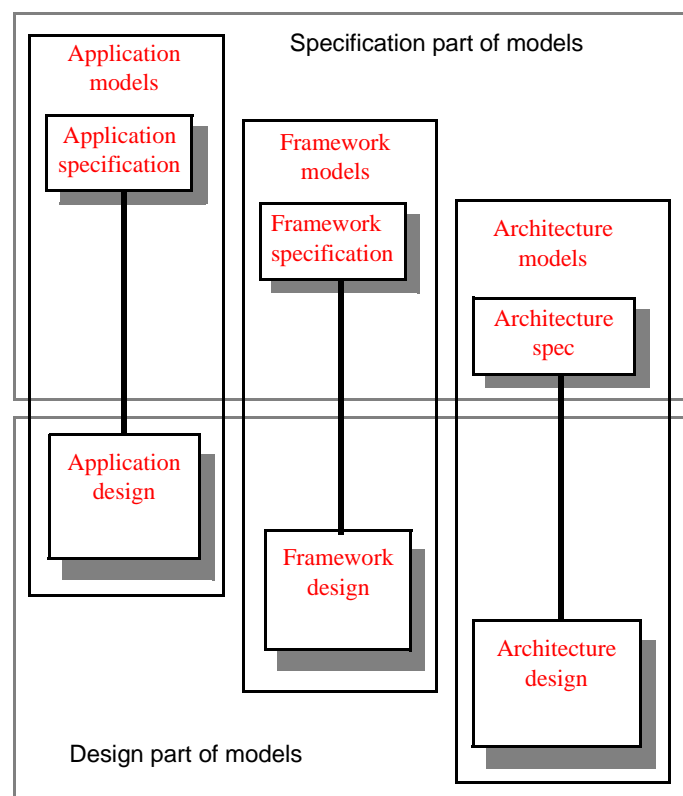 Specification part of models
Application
models
Application
specification
Application
design
Framework
models
Framework
specification
Framework
design
Architecture
models
Architecture
spec
Architecture
design
Design part of models